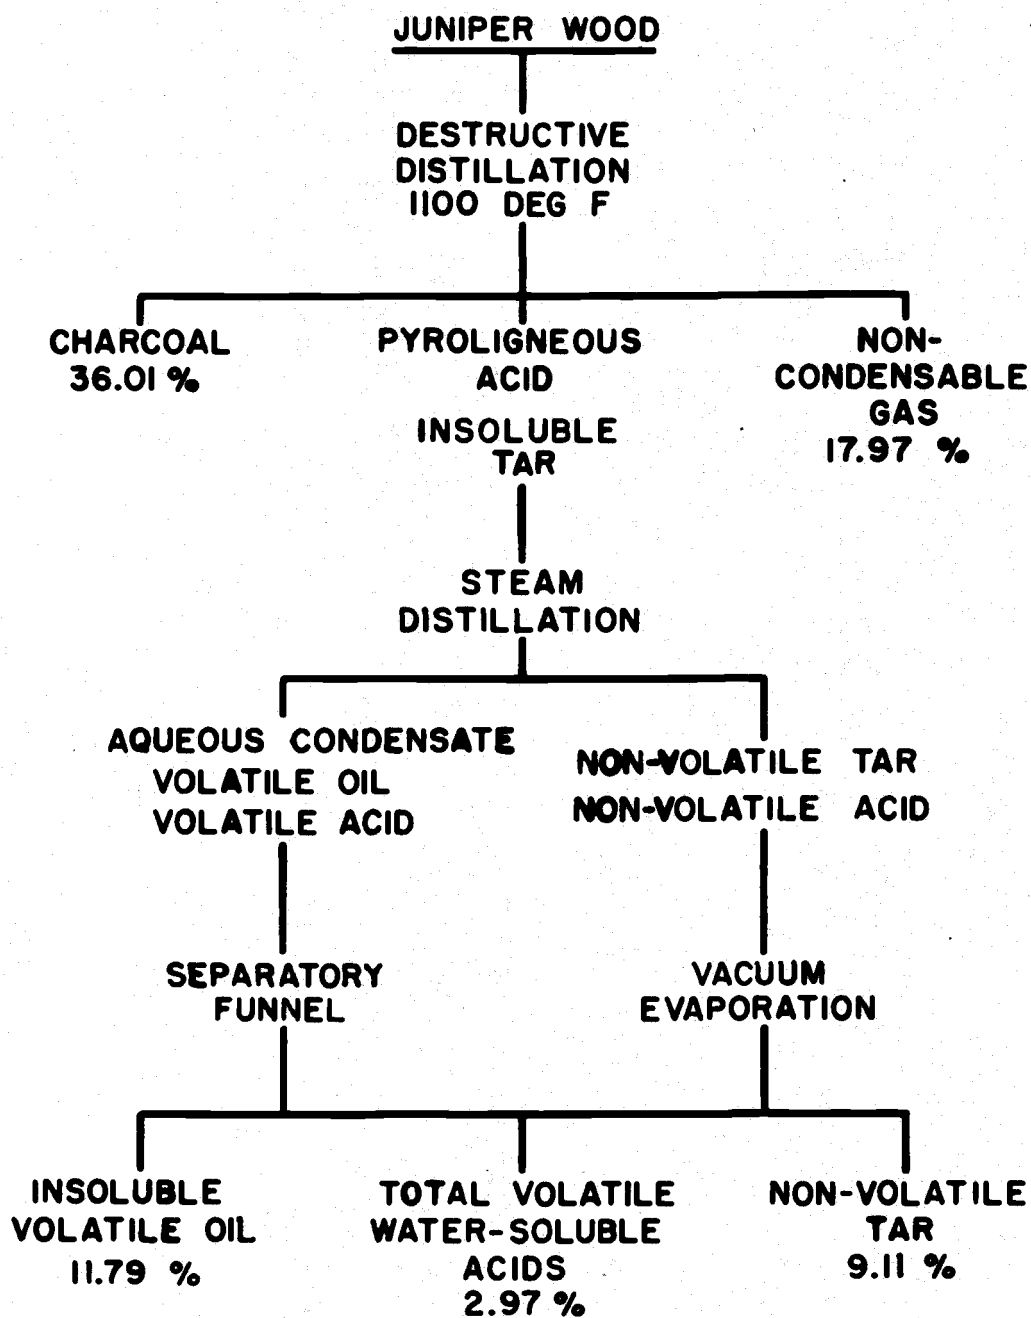 JUNIPER WOOD
DESTRUCTIVE
DISTILLATION
1100 DEG F
CHARCOAL
36.01 %
PYROLIGNEOUS
ACID
INSOLUBLE
TAR
NON-
CONDENSABLE
GAS
17.97 %
STEAM
DISTILLATION
AQUEOUS CONDENSATE
VOLATILE OIL
VOLATILE ACID
NON-VOLATILE TAR
NON-VOLATILE ACID
SEPARATORY
FUNNEL
VACUUM
EVAPORATION
INSOLUBLE
VOLATILE OIL
11.79 %
TOTAL VOLATILE
WATER-SOLUBLE
ACIDS
2.97 %
NON-VOLATILE
TAR
9.11 %